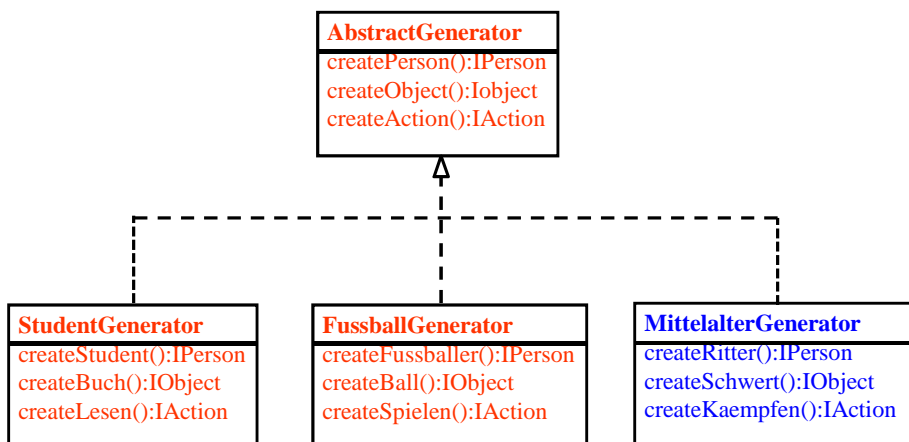 AbstractGenerator
createPerson():IPerson
createObject():Iobject
createAction():IAction
StudentGenerator
createStudent():IPerson
createBuch():IObject
createLesen():IAction
FussballGenerator
createFussballer():IPerson
createBall():IObject
createSpielen():IAction
MittelalterGenerator
createRitter():IPerson
createSchwert():IObject
createKaempfen():IAction